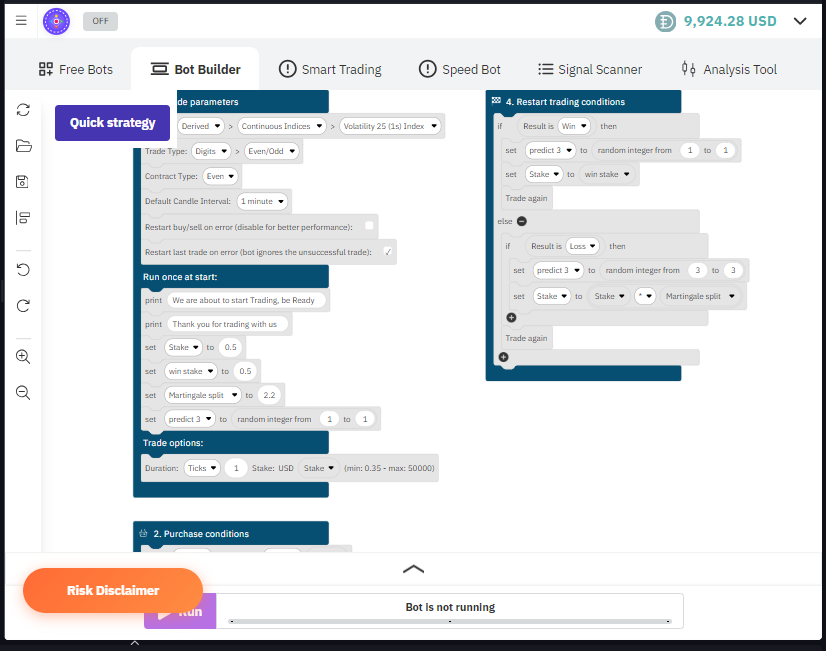 OFF
9,924.28 USD
Free Bots
Bot Builder
Smart Trading
Speed Bot
Signal Scanner
Analysis Tool
Quick strategy
de parameters
Derived > Continuous Indices > Volatility 25 (1s) Index
Trade Type: Digits > Even/Odd
Contract Type: Even
Default Candle Interval: 1 minute
Restart buy/sell on error (disable for better performance):
Restart last trade on error (bot ignores the unsuccessful trade): ✓
Run once at start:
print We are about to start Trading, be Ready
print Thank you for trading with us
set Stake to 0.5
set win stake to 0.5
set Martingale split to 2.2
set predict 3 to random integer from 1 to 1
Trade options:
Duration: Ticks 1 Stake: USD Stake (min: 0.35 - max: 50000)
2. Purchase conditions
4. Restart trading conditions
if Result is Win then
set predict 3 to random integer from 1 to 1
set Stake to win stake
Trade again
else
if Result is Loss then
set predict 3 to random integer from 3 to 3
set Stake to Stake * Martingale split
Trade again
Risk Disclaimer
Run
Bot is not running